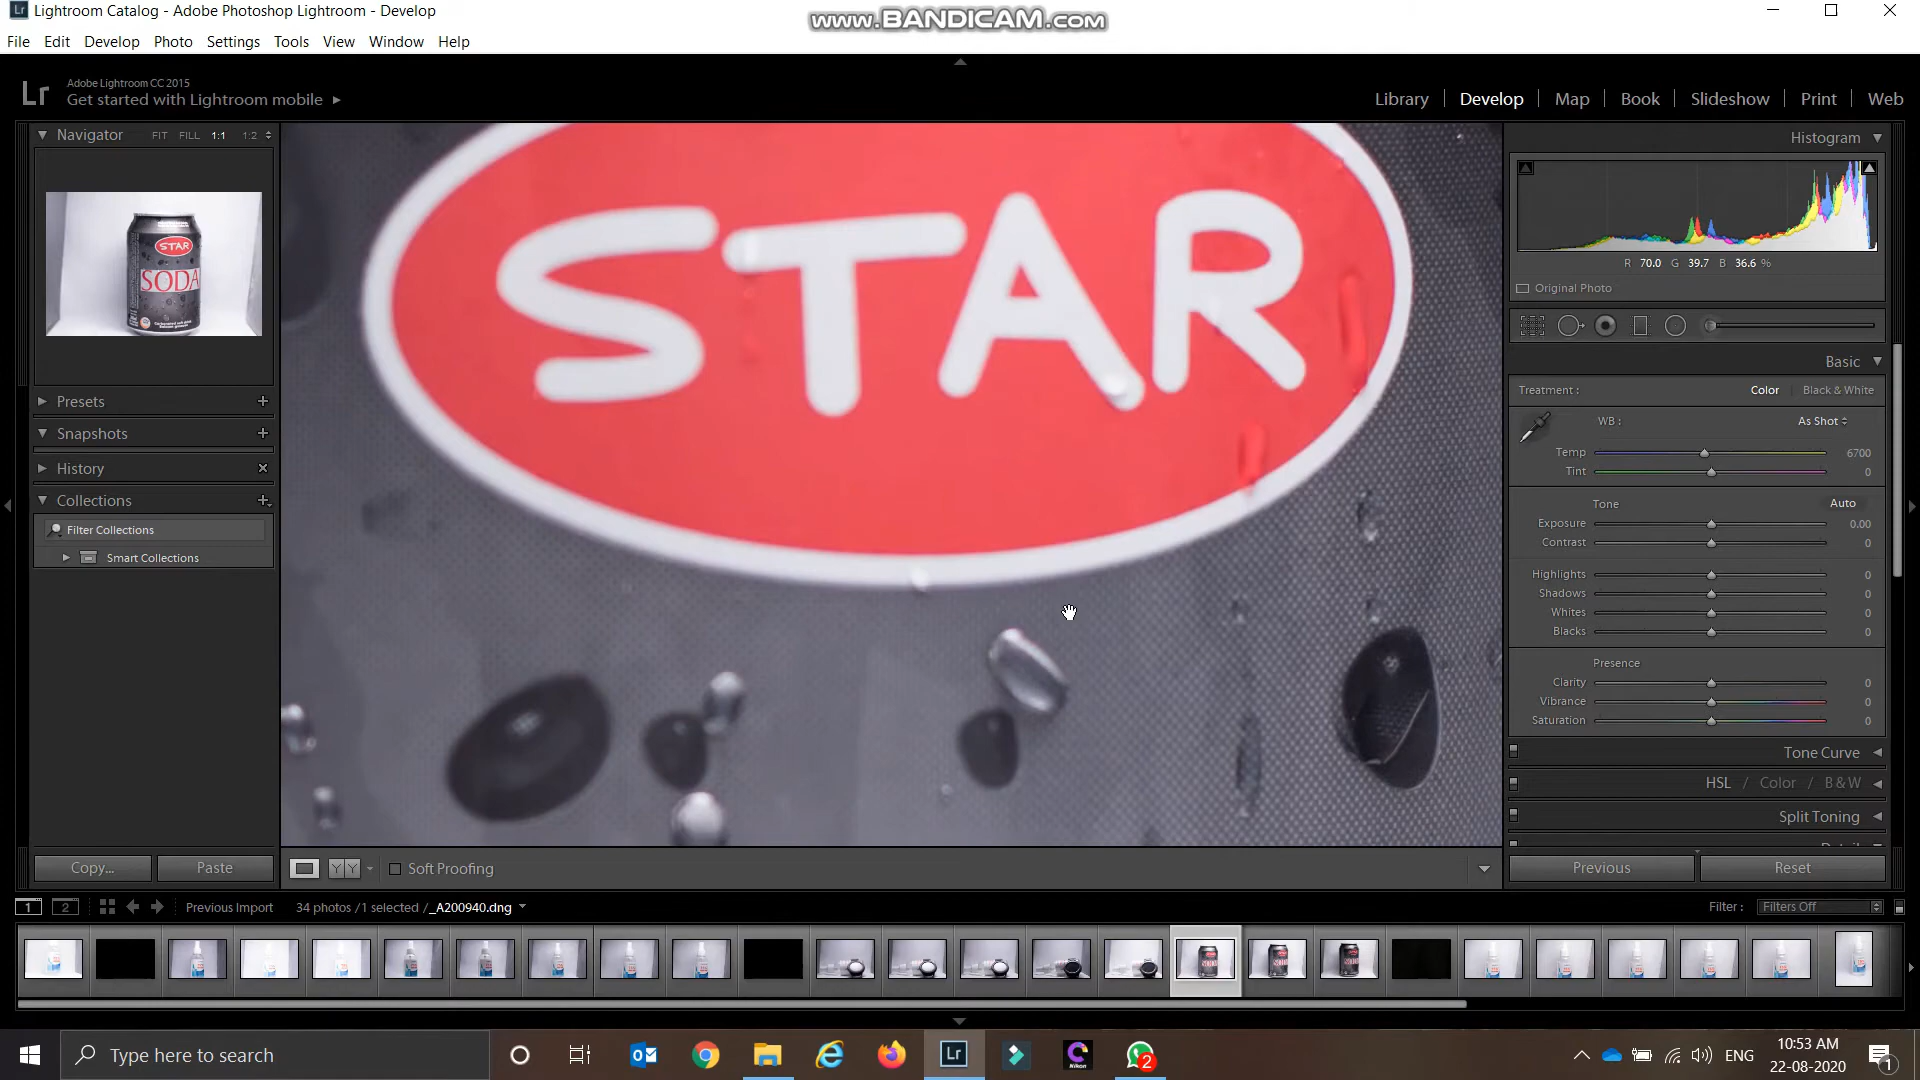 Lightroom Catalog - Adobe Photoshop Lightroom - Develop
www.BANDICAM.com
File Edit Develop Photo Settings Tools View Window Help
Adobe Lightroom CC 2015
Lr Get started with Lightroom mobile
Library Develop Map Book Slideshow Print Web
Navigator FIT FILL 1:1 1:2
Histogram
STAR
SODA
STAR
R 70.0 G 39.7 B 36.6 %
Original Photo
Basic
Treatment : Color Black & White
WB : As Shot
Temp 6700
Tint 0
Tone Auto
Exposure 0.00
Contrast 0
Highlights 0
Shadows 0
Whites 0
Blacks 0
Presence
Clarity 0
Vibrance 0
Saturation 0
Tone Curve
HSL / Color / B & W
Split Toning
Presets
Snapshots
History
Collections
Filter Collections
Smart Collections
Copy... Paste
Y Y Soft Proofing
Previous Reset
1 2 Previous Import 34 photos /1 selected /_A200940.dng
Filter : Filters Off
Type here to search
Lr
Nikon
2
ENG
10:53 AM
22-08-2020
1